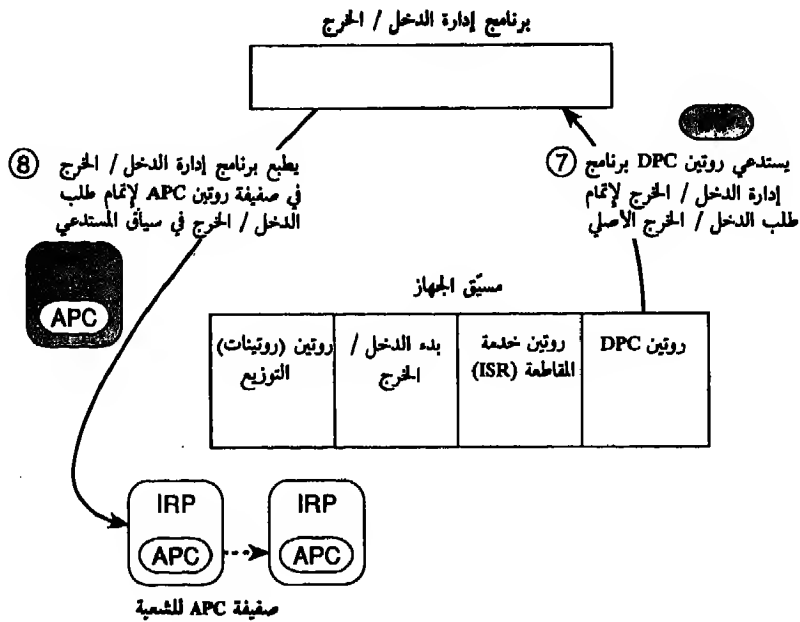 برنامج إدارة الدخل / الخرج
يستدعي روتين DPC برنامج ⑦
إدارة الدخل / الخرج لإتمام
طلب الدخل / الخرج الأصلي
يطبع برنامج إدارة الدخل / الخرج ⑧
في صفيفة روتين APC لإتمام طلب
الدخل / الخرج في سياق المستدعي
APC
مسيّق الجهاز
روتين DPC
روتين خدمة
المقاطعة (ISR)
بدء الدخل /
الخرج
روتين (روتينات)
التوزيع
IRP
APC
IRP
APC
صفيفة APC للشعبة